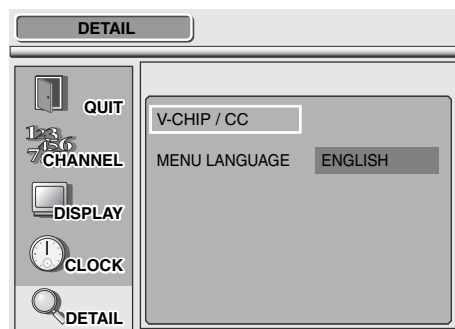 DETAIL
QUIT
123
456
7 CHANNEL
DISPLAY
CLOCK
DETAIL
V-CHIP / CC
MENU LANGUAGE ENGLISH